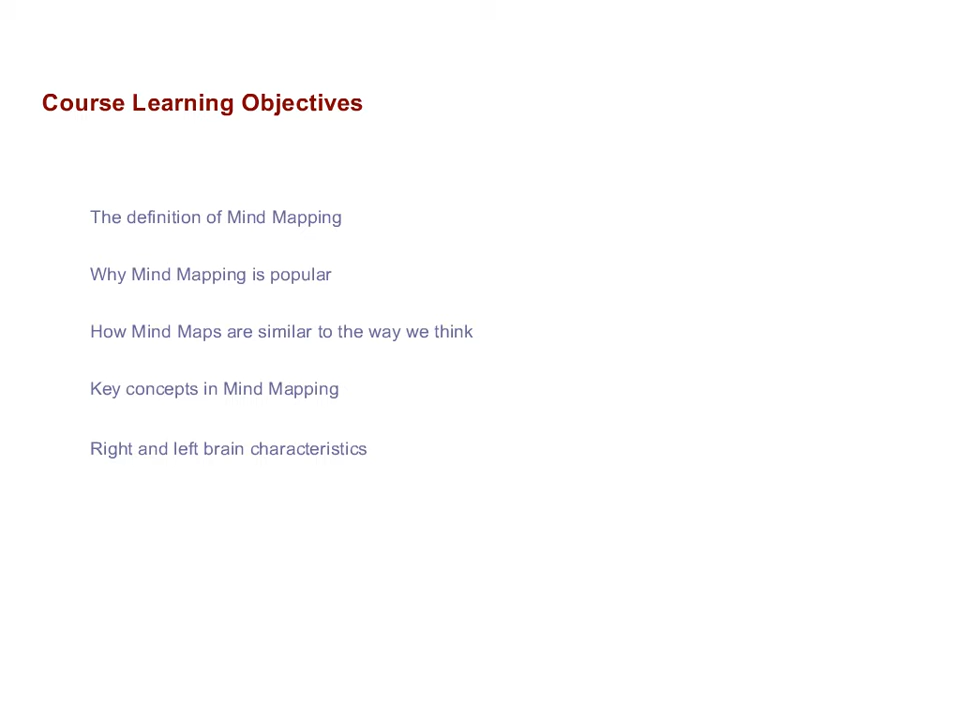 Course Learning Objectives
The definition of Mind Mapping
Why Mind Mapping is popular
How Mind Maps are similar to the way we think
Key concepts in Mind Mapping
Right and left brain characteristics